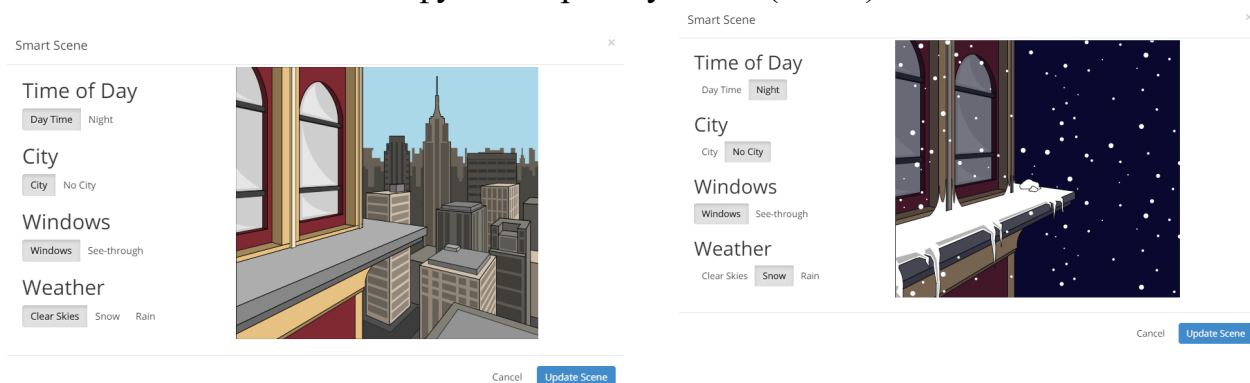 Smart Scene
×
Time of Day
Day Time Night
City
City No City
Windows
Windows See-through
Weather
Clear Skies Snow Rain
Cancel Update Scene
Smart Scene
×
Time of Day
Day Time Night
City
City No City
Windows
Windows See-through
Weather
Clear Skies Snow Rain
Cancel Update Scene